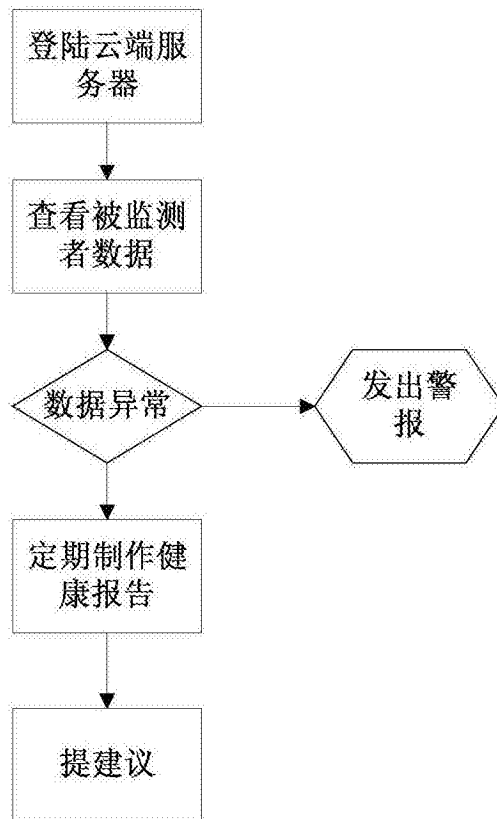 登陆云端服
务器
查看被监测
者数据
数据异常
发出警
报
定期制作健
康报告
提建议